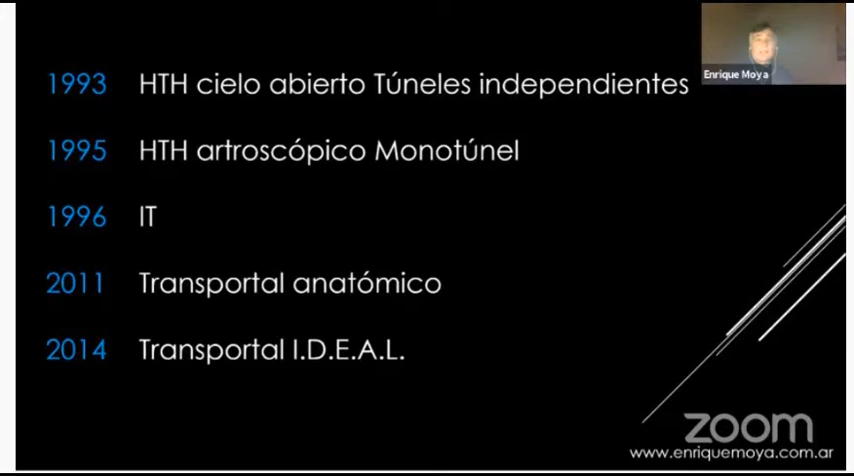 1993 HTH cielo abierto Túneles independientes
1995 HTH artroscópico Monotúnel
1996 IT
2011 Transportal anatómico
2014 Transportal I.D.E.A.L.
Enrique Moya
zoom
www.enriquemoya.com.ar